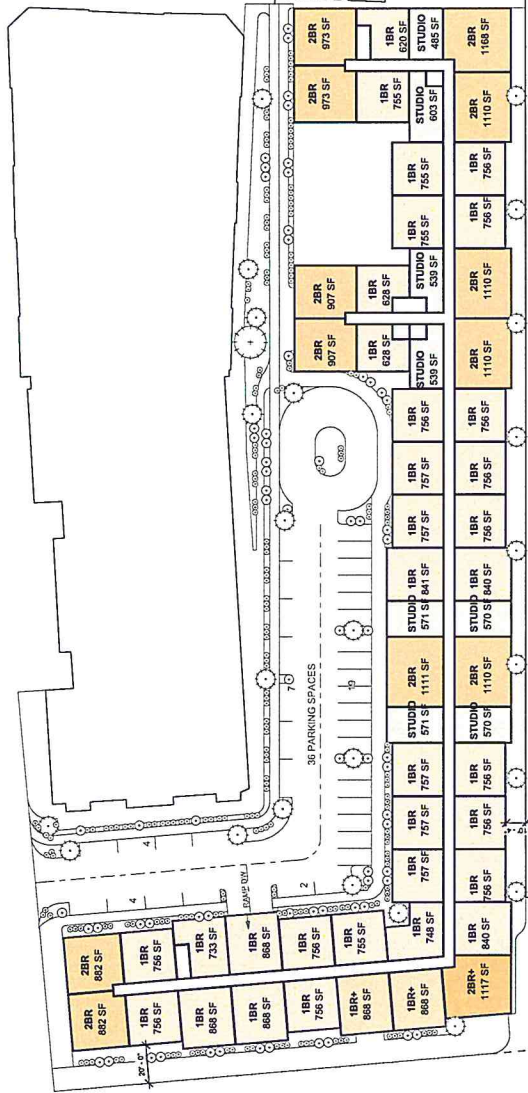 2BR
973 SF
1BR
620 SF
STUDIO
485 SF
2BR
1168 SF
2BR
973 SF
1BR
755 SF
STUDIO
603 SF
2BR
1110 SF
1BR
755 SF
1BR
756 SF
1BR
755 SF
1BR
756 SF
2BR
907 SF
1BR
628 SF
STUDIO
539 SF
2BR
1110 SF
2BR
907 SF
1BR
628 SF
STUDIO
539 SF
2BR
1110 SF
1BR
756 SF
1BR
756 SF
1BR
757 SF
1BR
756 SF
1BR
757 SF
1BR
756 SF
1BR
841 SF
1BR
840 SF
STUDIO
571 SF
STUDIO
570 SF
2BR
1111 SF
2BR
1110 SF
STUDIO
571 SF
STUDIO
570 SF
1BR
757 SF
1BR
756 SF
1BR
757 SF
1BR
756 SF
1BR
757 SF
1BR
756 SF
1BR
748 SF
1BR
840 SF
2BR+
1117 SF
36 PARKING SPACES
7
19
4
4
2
RAMP DW
2BR
882 SF
1BR
756 SF
1BR
733 SF
1BR
868 SF
1BR
756 SF
1BR
755 SF
2BR
882 SF
1BR
756 SF
1BR
868 SF
1BR
868 SF
1BR
756 SF
1BR+
868 SF
1BR+
868 SF
20'-0"